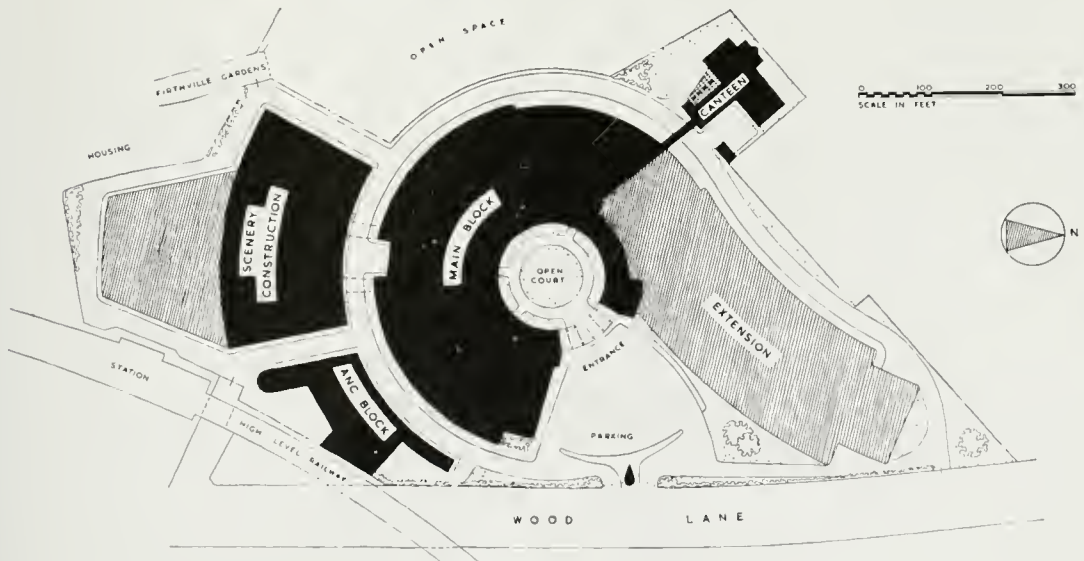 OPEN SPACE
FIRTHVILLE GARDENS
HOUSING
CANTEEN
0 100 200 300
SCALE IN FEET
SCENERY
CONSTRUCTION
MAIN BLOCK
OPEN
COURT
N
EXTENSION
ENTRANCE
STATION
ANC BLOCK
HIGH LEVEL RAILWAY
PARKING
WOOD LANE